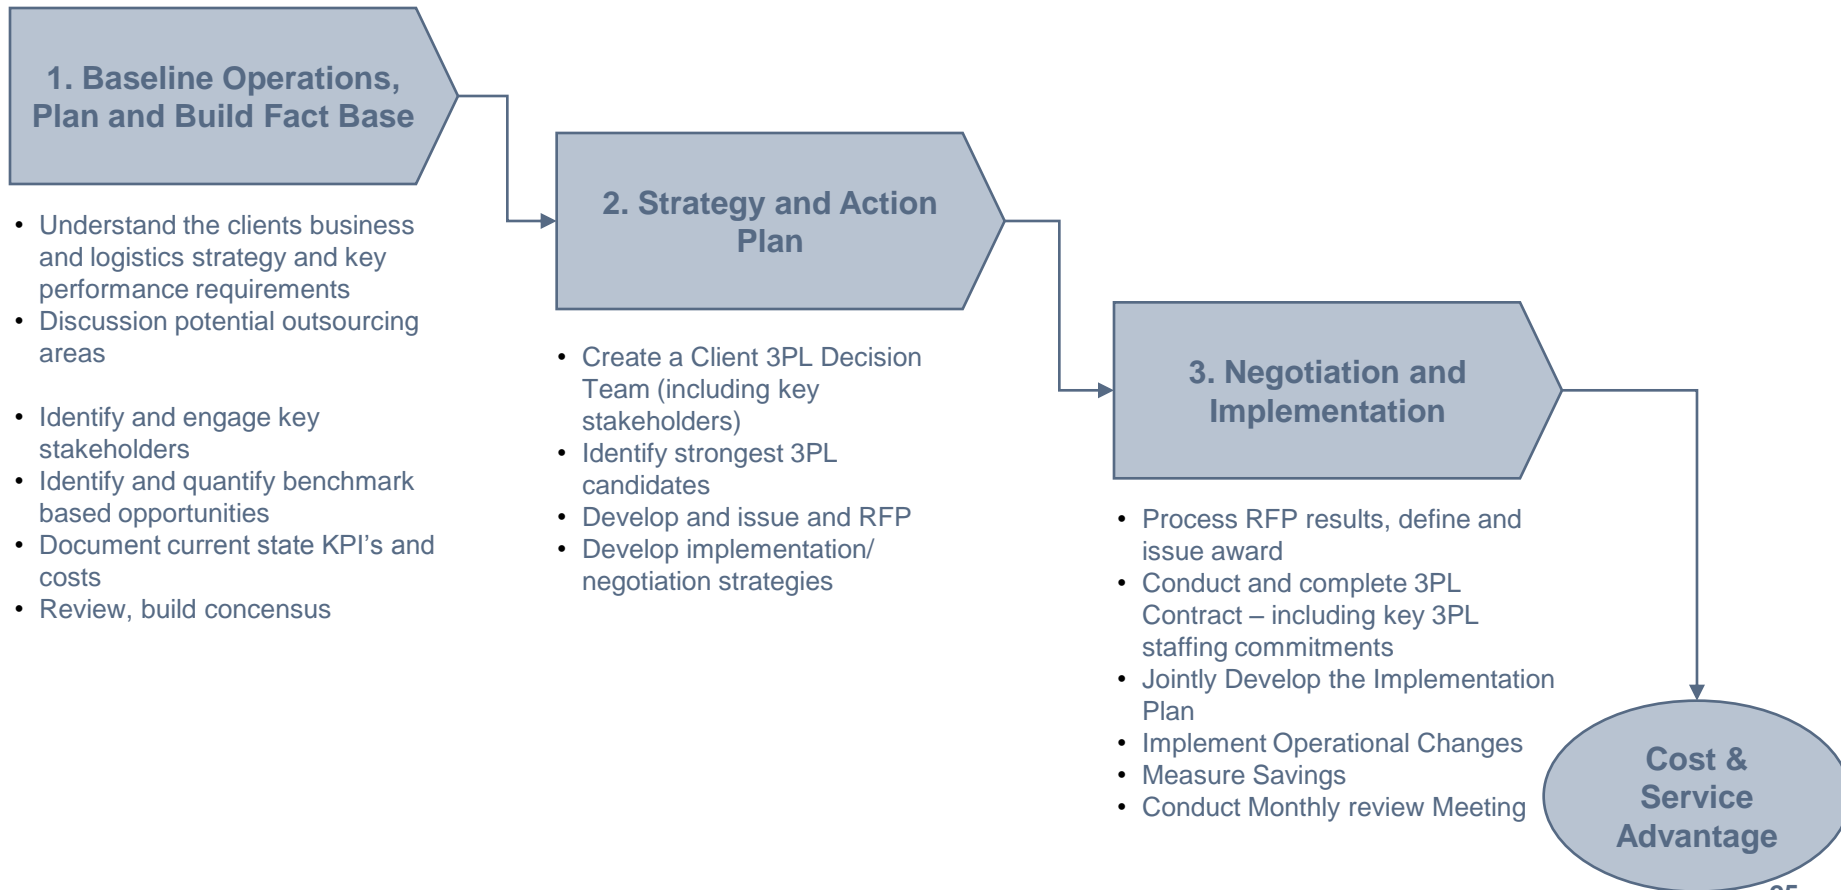 1. Baseline Operations,
Plan and Build Fact Base
• Understand the clients business
and logistics strategy and key
performance requirements
• Discussion potential outsourcing
areas
• Identify and engage key
stakeholders
• Identify and quantify benchmark
based opportunities
• Document current state KPI's and
costs
• Review, build concensus
2. Strategy and Action
Plan
• Create a Client 3PL Decision
Team (including key
stakeholders)
• Identify strongest 3PL
candidates
• Develop and issue and RFP
• Develop implementation/
negotiation strategies
3. Negotiation and
Implementation
• Process RFP results, define and
issue award
• Conduct and complete 3PL
Contract – including key 3PL
staffing commitments
• Jointly Develop the Implementation
Plan
• Implement Operational Changes
• Measure Savings
• Conduct Monthly review Meeting
Cost &
Service
Advantage